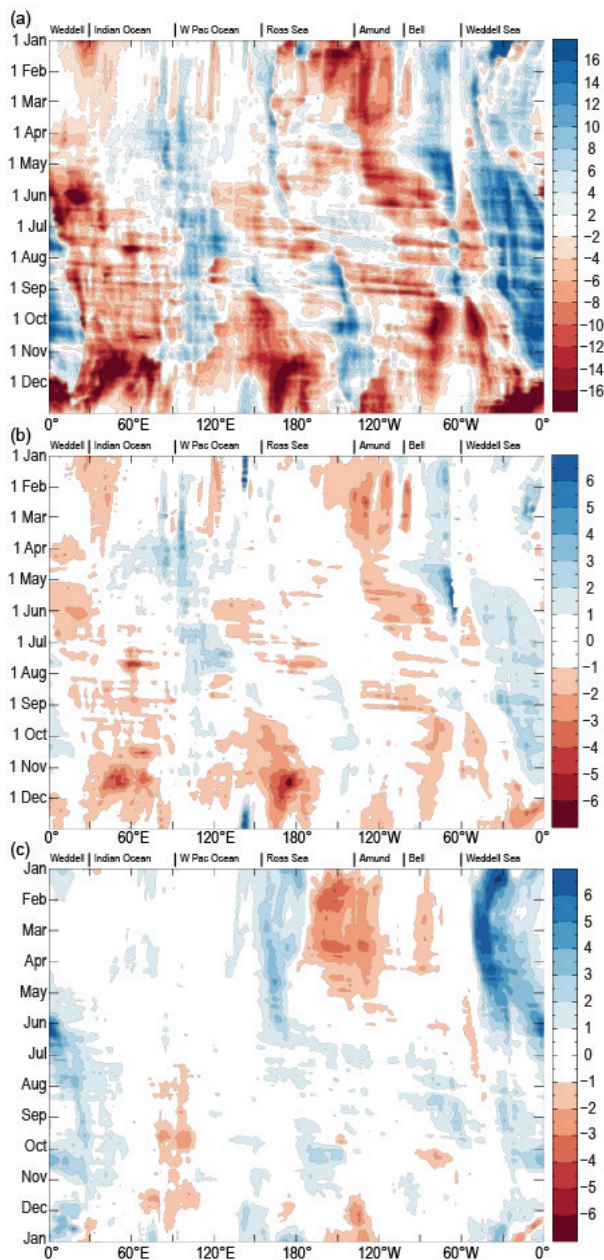 (a)
Weddell | Indian Ocean | W Pac Ocean | Ross Sea | Amund | Bell | Weddell Sea
1 Jan
1 Feb
1 Mar
1 Apr
1 May
1 Jun
1 Jul
1 Aug
1 Sep
1 Oct
1 Nov
1 Dec
0° 60°E 120°E 180° 120°W 60°W 0°
16
14
12
10
8
6
4
2
0
-2
-4
-6
-8
-10
-12
-14
-16
(b)
Weddell | Indian Ocean | W Pac Ocean | Ross Sea | Amund | Bell | Weddell Sea
1 Jan
1 Feb
1 Mar
1 Apr
1 May
1 Jun
1 Jul
1 Aug
1 Sep
1 Oct
1 Nov
1 Dec
0° 60°E 120°E 180° 120°W 60°W 0°
6
5
4
3
2
1
0
-1
-2
-3
-4
-5
-6
(c)
Weddell | Indian Ocean | W Pac Ocean | Ross Sea | Amund | Bell | Weddell Sea
Jan
Feb
Mar
Apr
May
Jun
Jul
Aug
Sep
Oct
Nov
Dec
Jan
0° 60°E 120°E 180° 120°W 60°W 0°
6
5
4
3
2
1
0
-1
-2
-3
-4
-5
-6